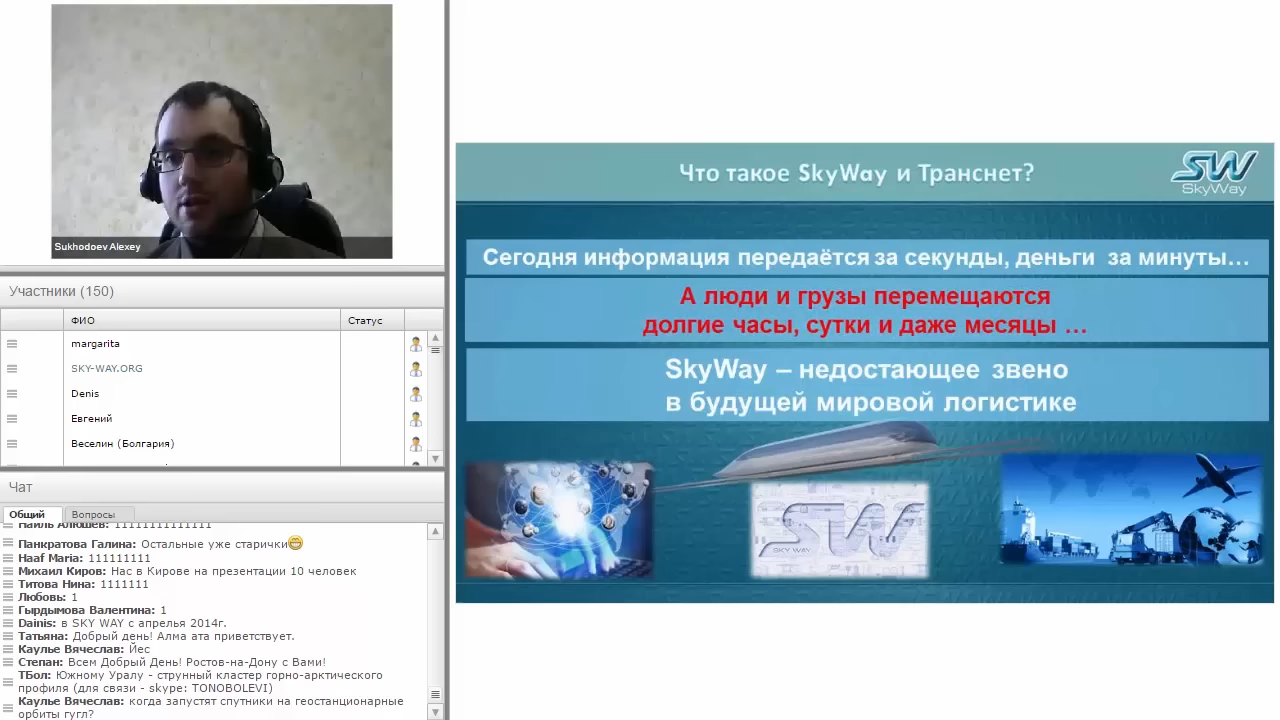 Sukhodoev Alexey
Участники (150)
ФИО Статус
margarita
SKY-WAY.ORG
Denis
Евгений
Веселин (Болгария)
Чат
Общий Вопросы
Наиль Алюшев: 11111111111111
Панкратова Галина: Остальные уже старички
Haaf Maria: 111111111
Михаил Киров: Нас в Кирове на презентации 10 человек
Титова Нина: 1111111
Любовь: 1
Гырдымова Валентина: 1
Dainis: в SKY WAY с апрелья 2014г.
Татьяна: Добрый день! Алма ата приветствует.
Каулье Вячеслав: Йес
Степан: Всем Добрый День! Ростов-на-Дону с Вами!
ТБол: Южному Уралу - струнный кластер горно-арктического
профиля (для связи - skype: TONOBOLEVI)
Каулье Вячеслав: когда запустят спутники на геостанционарные
орбиты гугл?
Что такое SkyWay и Транснет?
SW
SkyWay
Сегодня информация передаётся за секунды, деньги за минуты…
А люди и грузы перемещаются
долгие часы, сутки и даже месяцы …
SkyWay – недостающее звено
в будущей мировой логистике
SW
SKY WAY